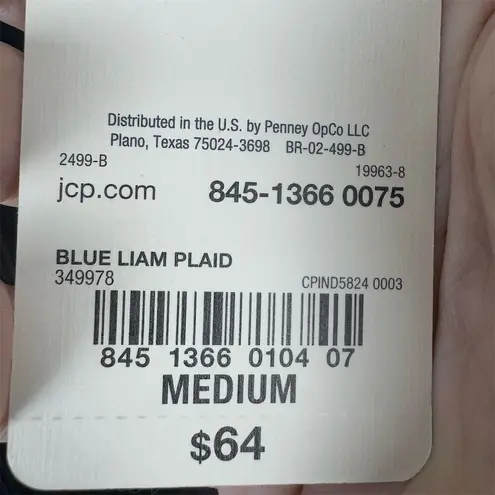 Distributed in the U.S. by Penney OpCo LLC
Plano, Texas 75024-3698 BR-02-499-B
2499-B 19963-8
jcp.com 845-1366 0075
BLUE LIAM PLAID
349978 CPIND5824 0003
845 1366 0104 07
MEDIUM
$64